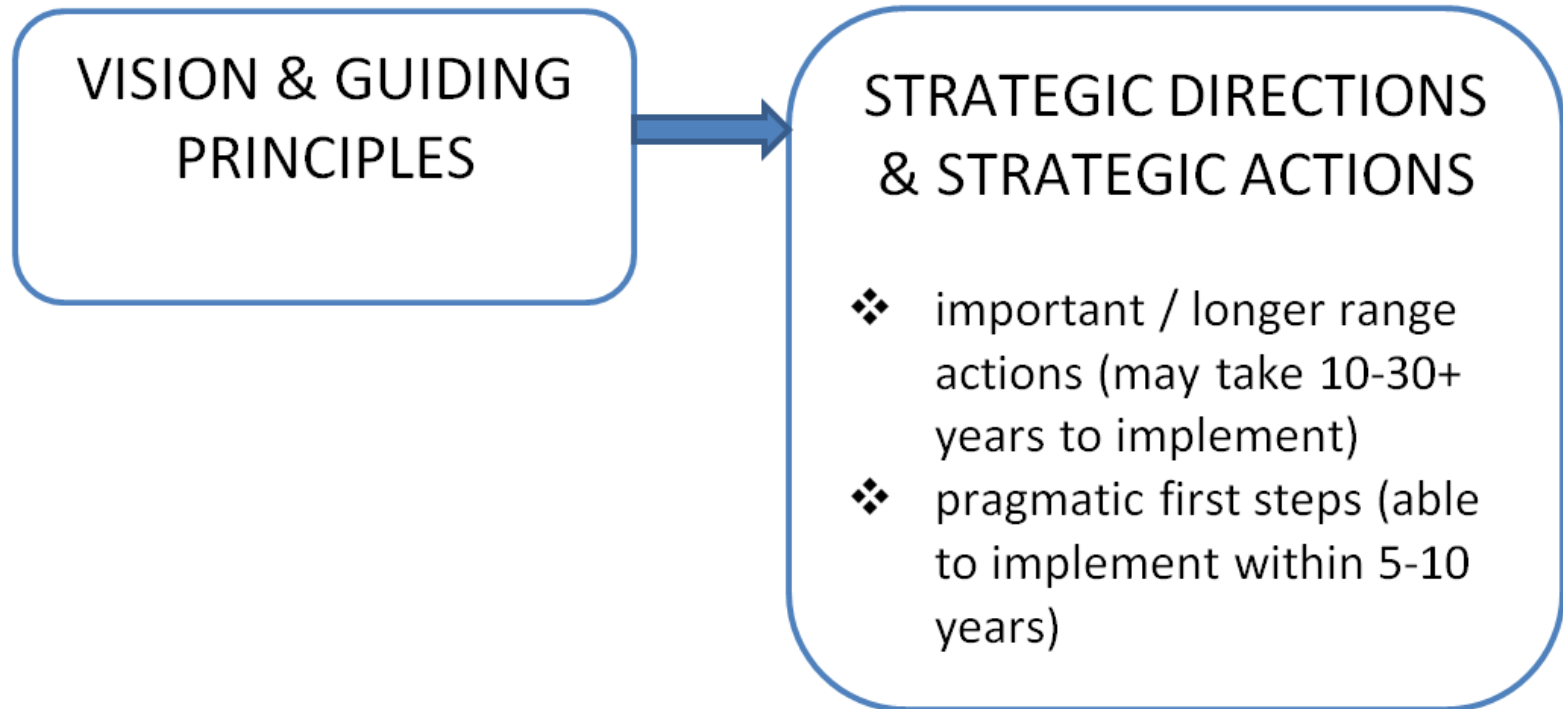 VISION & GUIDING
PRINCIPLES
STRATEGIC DIRECTIONS
& STRATEGIC ACTIONS
❖ important / longer range
actions (may take 10-30+
years to implement)
❖ pragmatic first steps (able
to implement within 5-10
years)